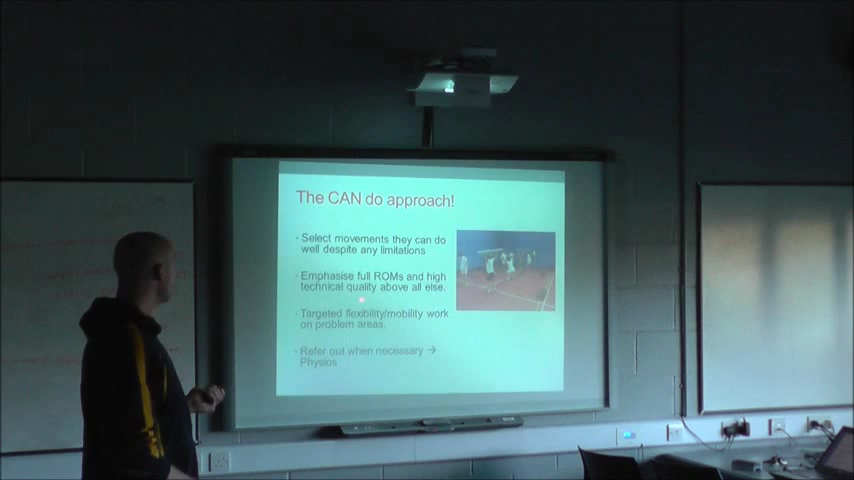 The CAN do approach!
• Select movements they can do
well despite any limitations
• Emphasise full ROMs and high
technical quality above all else.
• Targeted flexibility/mobility work
on problem areas.
• Refer out when necessary →
Physios